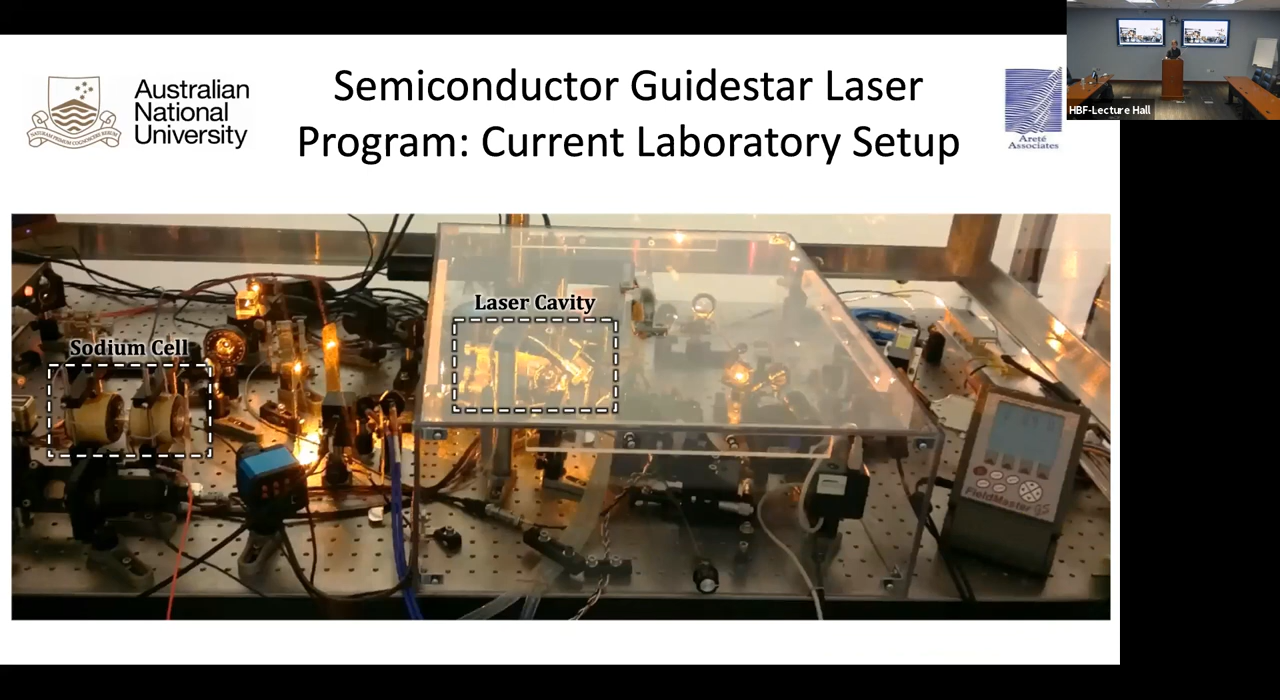 Australian
National
University
Semiconductor Guidestar Laser
Program: Current Laboratory Setup
Areté
Associates
HBF-Lecture Hall
Laser Cavity
Sodium Cell
FieldMaster GS